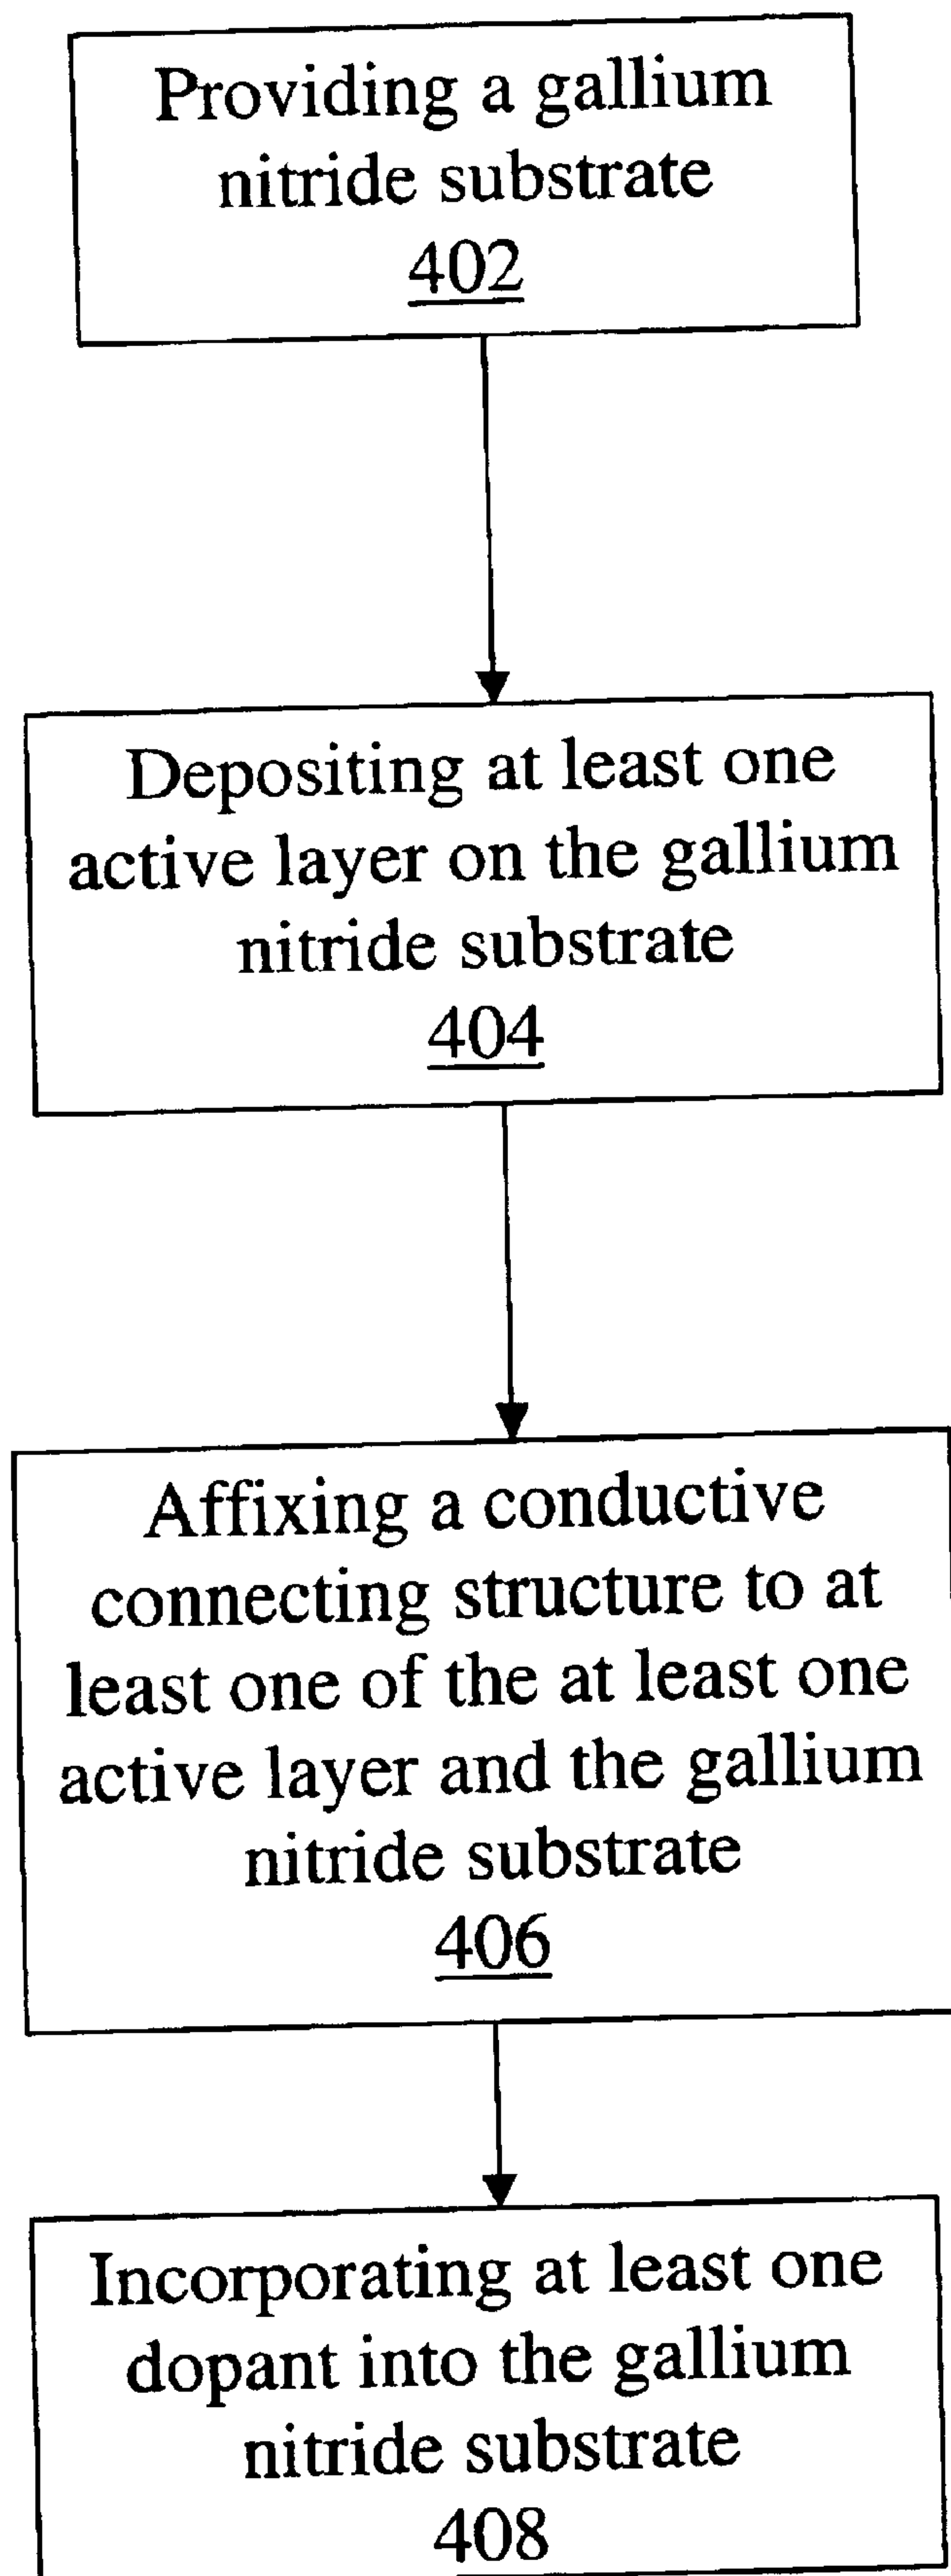 Providing a gallium
nitride substrate
402
Depositing at least one
active layer on the gallium
nitride substrate
404
Affixing a conductive
connecting structure to at
least one of the at least one
active layer and the gallium
nitride substrate
406
Incorporating at least one
dopant into the gallium
nitride substrate
408